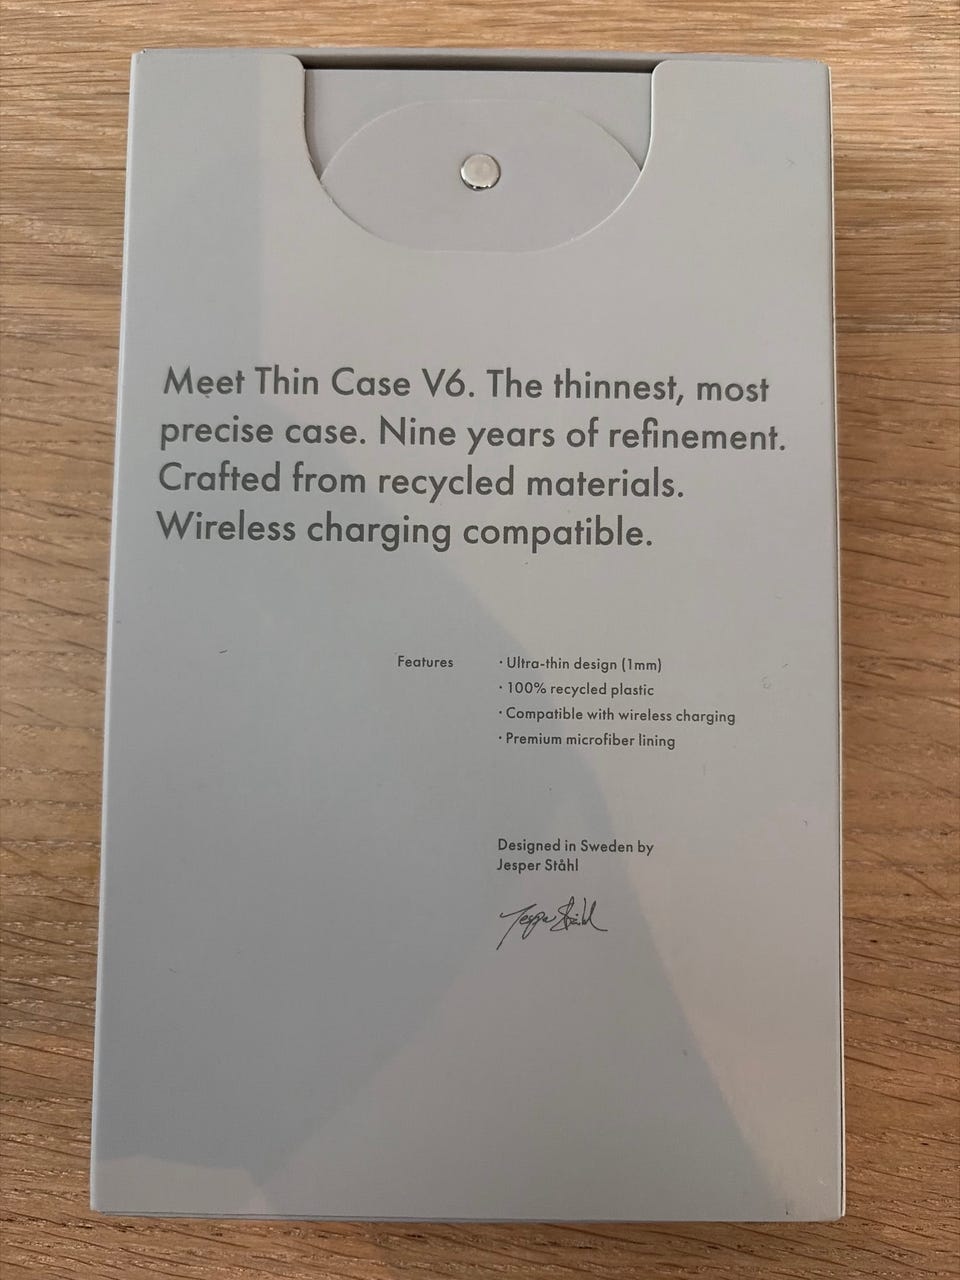 Meet Thin Case V6. The thinnest, most
precise case. Nine years of refinement.
Crafted from recycled materials.
Wireless charging compatible.
Features
· Ultra-thin design (1mm)
· 100% recycled plastic
· Compatible with wireless charging
· Premium microfiber lining
Designed in Sweden by
Jesper Ståhl
Jesper Ståhl